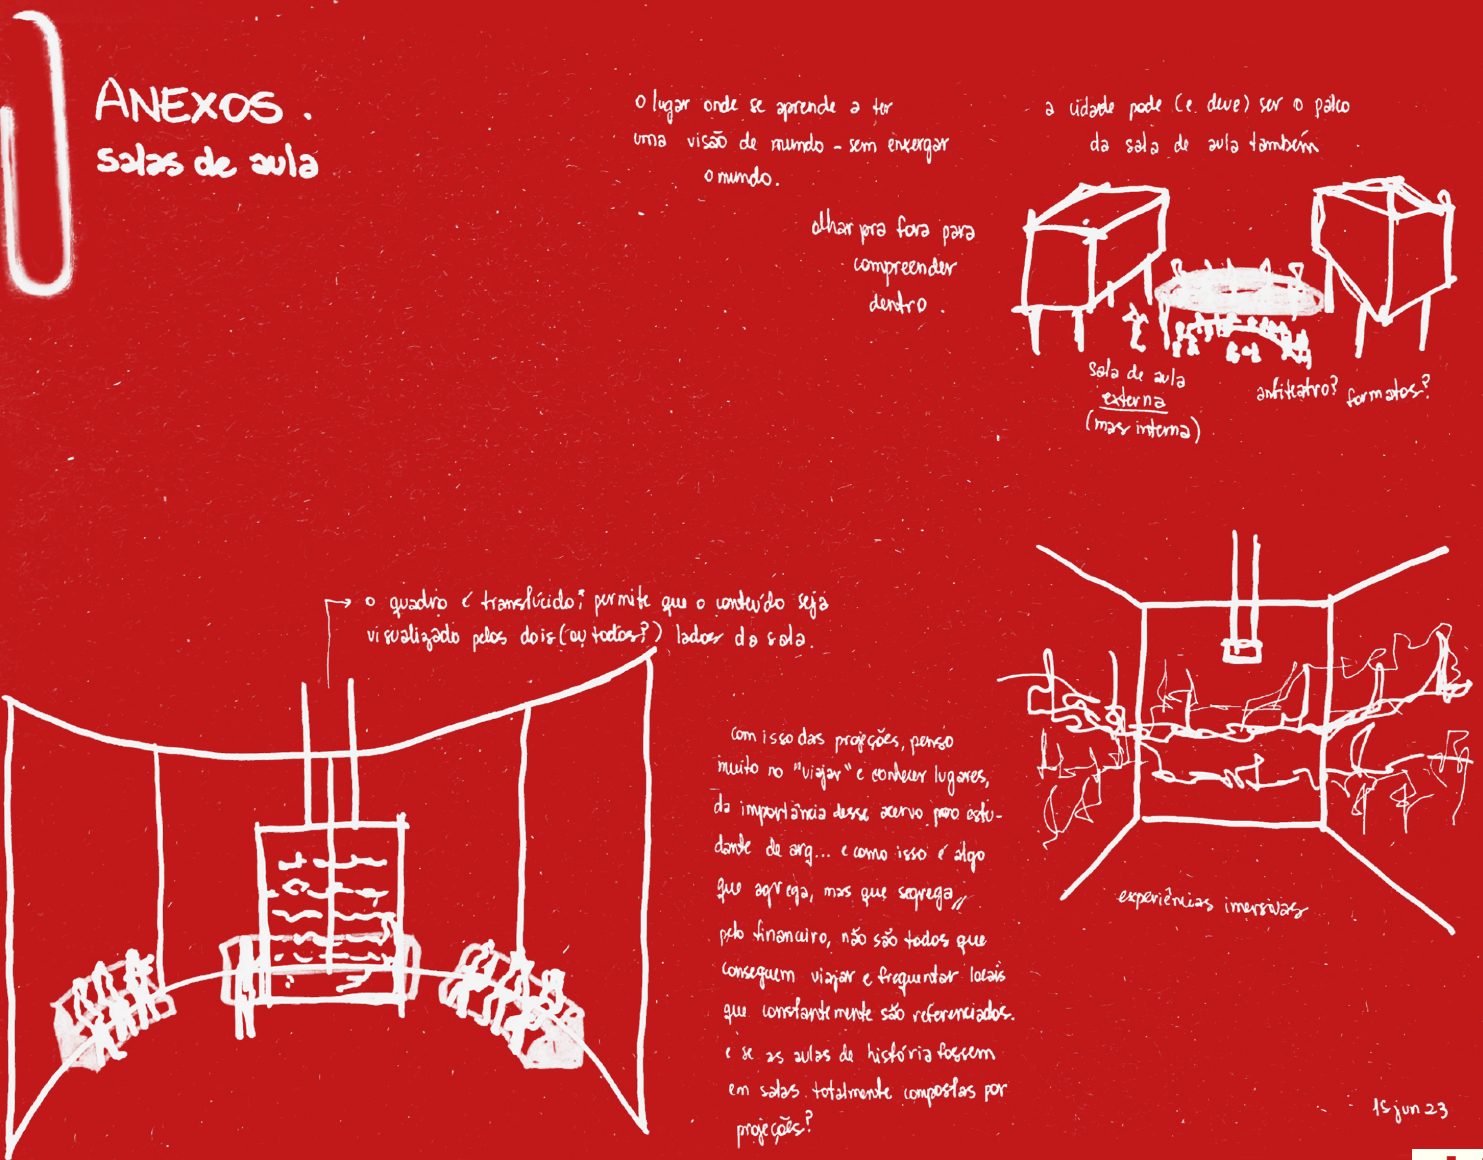 ANEXOS.
salas de aula
o lugar onde se aprende a ter
uma visão de mundo - sem enxergar
o mundo.
olhar pra fora para
compreender
dentro.
a cidade pode (e deve) ser o palco
da sala de aula também
sala de aula
externa
(mas interna)
anfiteatro? formatos?
o quadro é translúcido; permite que o conteúdo seja
visualizado pelos dois (ou todos?) lados da sala.
com isso das projeções, penso
muito no "viajar" e conhecer lugares,
da importância desse acervo pro estu-
dante de arq... e como isso é algo
que agrega, mas que segrega,,
pelo financeiro, não são todos que
conseguem viajar e frequentar locais
que constantemente são referenciados.
e se as aulas de história fossem
em salas totalmente compostas por
projeções?
experiências imersivas
15 jun 23